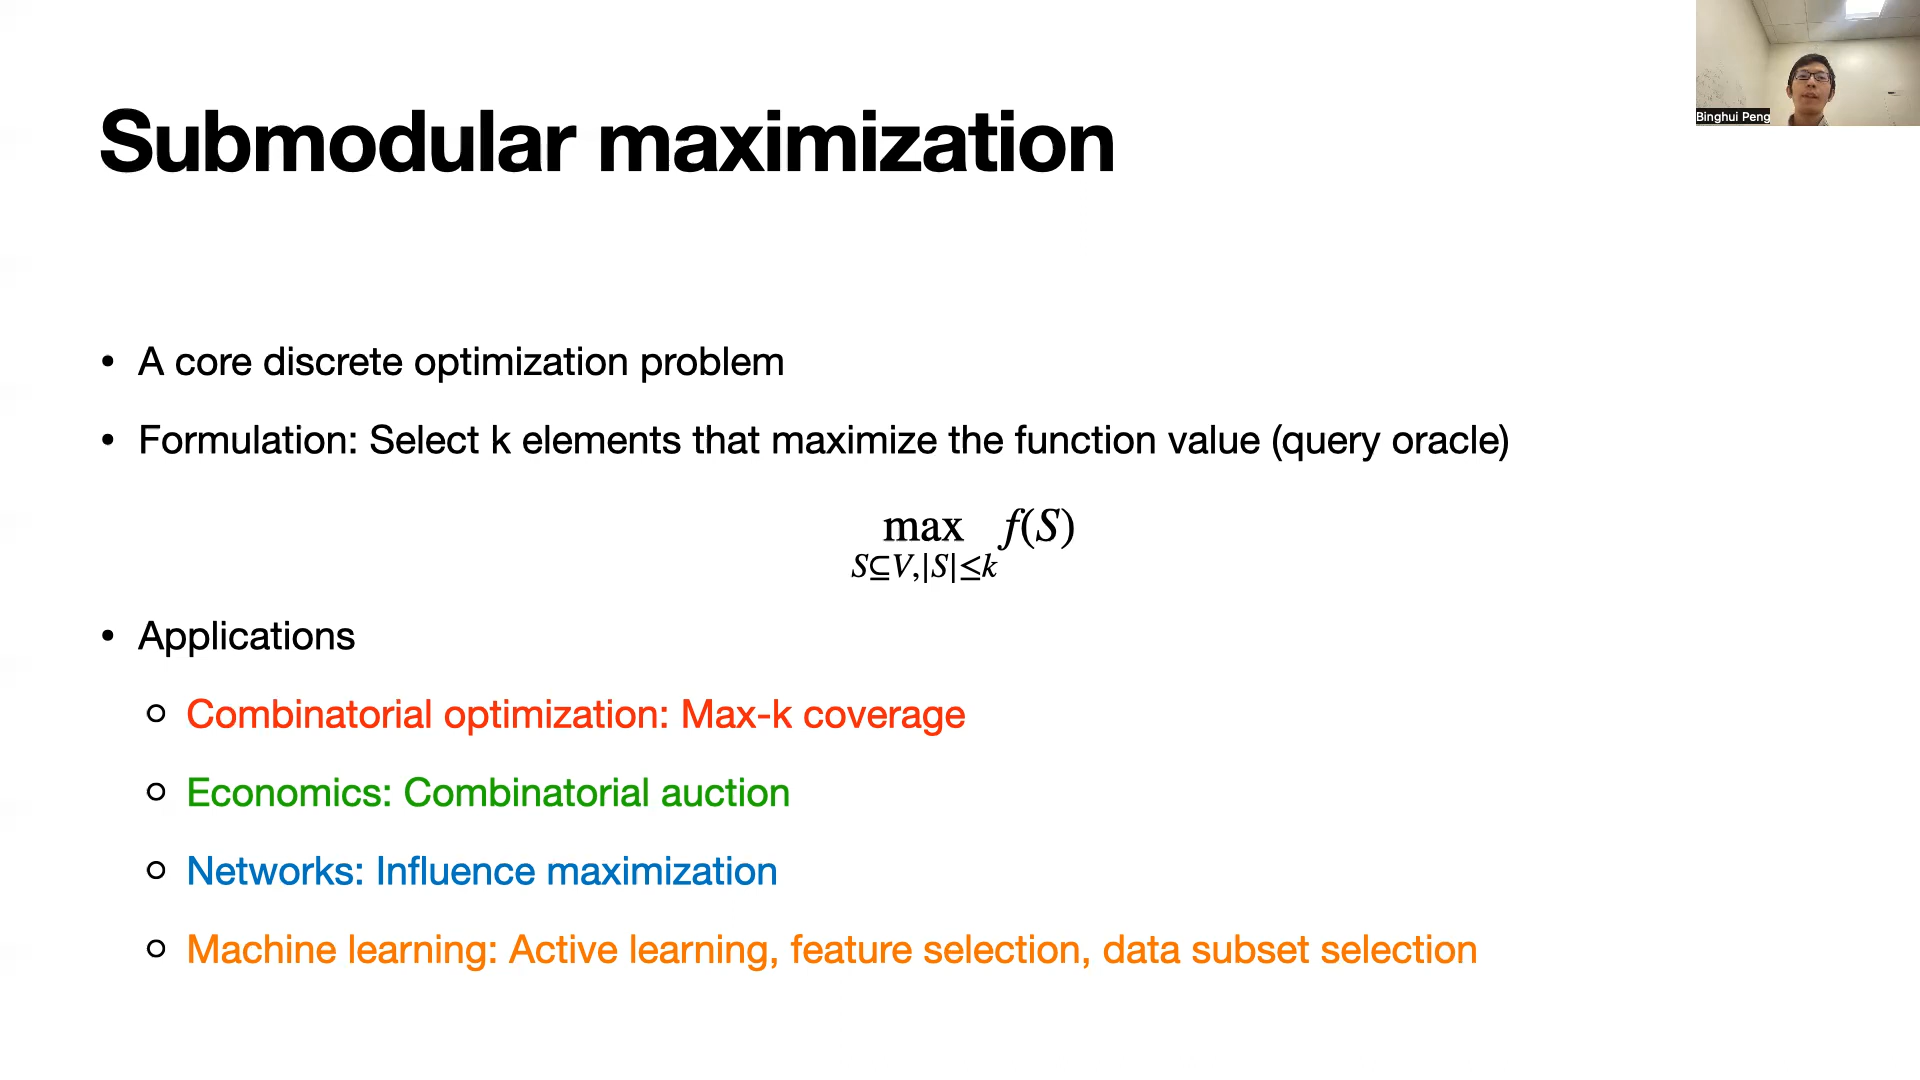 Submodular maximization
Binghui Peng
• A core discrete optimization problem
• Formulation: Select k elements that maximize the function value (query oracle)
max f(S)
S⊆V,|S|≤k
• Applications
Combinatorial optimization: Max-k coverage
Economics: Combinatorial auction
Networks: Influence maximization
Machine learning: Active learning, feature selection, data subset selection